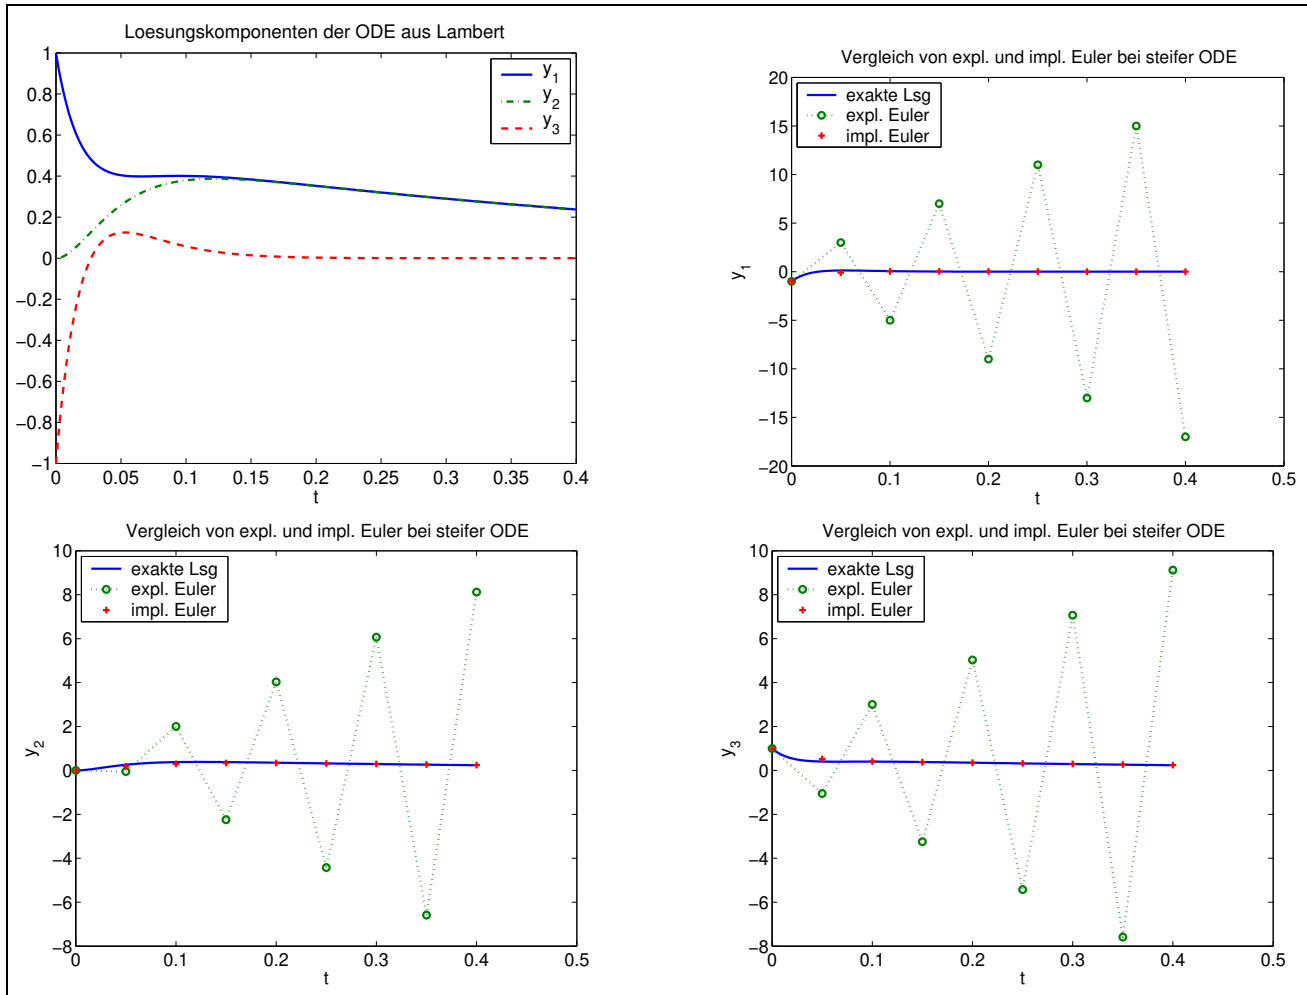 Loesungskomponenten der ODE aus Lambert
1
0.8
0.6
0.4
0.2
0
−0.2
−0.4
−0.6
−0.8
−1
y1
y2
y3
0 0.05 0.1 0.15 0.2 0.25 0.3 0.35 0.4
t
Vergleich von expl. und impl. Euler bei steifer ODE
20
15
10
5
0
−5
−10
−15
−20
y1
exakte Lsg
expl. Euler
impl. Euler
0 0.1 0.2 0.3 0.4 0.5
t
Vergleich von expl. und impl. Euler bei steifer ODE
10
8
6
4
2
0
−2
−4
−6
−8
y2
exakte Lsg
expl. Euler
impl. Euler
0 0.1 0.2 0.3 0.4 0.5
t
Vergleich von expl. und impl. Euler bei steifer ODE
10
8
6
4
2
0
−2
−4
−6
−8
y3
exakte Lsg
expl. Euler
impl. Euler
0 0.1 0.2 0.3 0.4 0.5
t